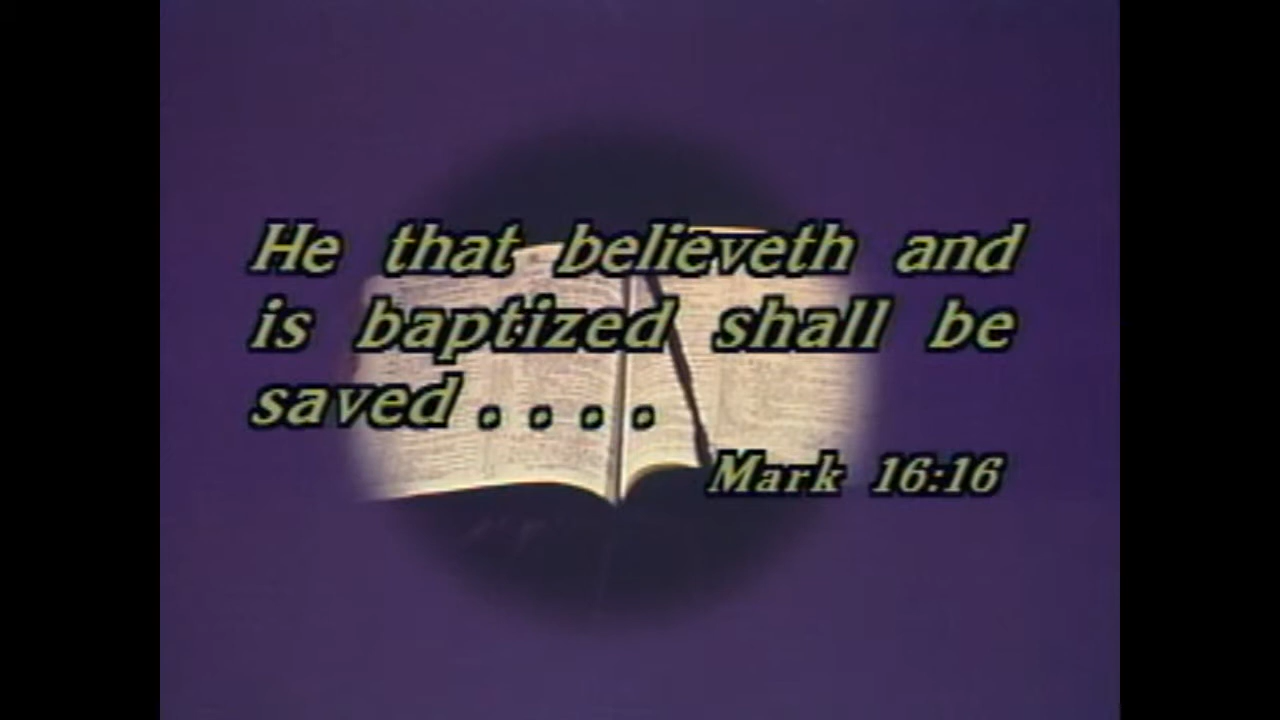 He that believeth and
is baptized shall be
saved . . . .
Mark 16:16